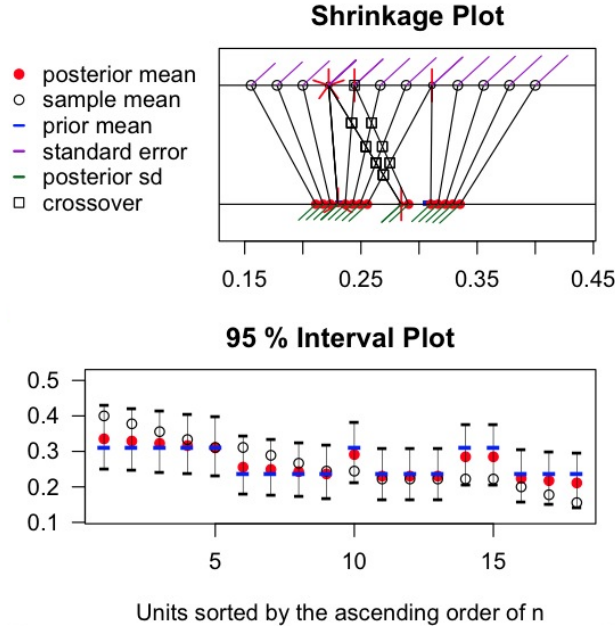 Shrinkage Plot
posterior mean
sample mean
prior mean
standard error
posterior sd
crossover
0.15 0.25 0.35 0.45
95 % Interval Plot
0.5
0.4
0.3
0.2
0.1
5 10 15
Units sorted by the ascending order of n